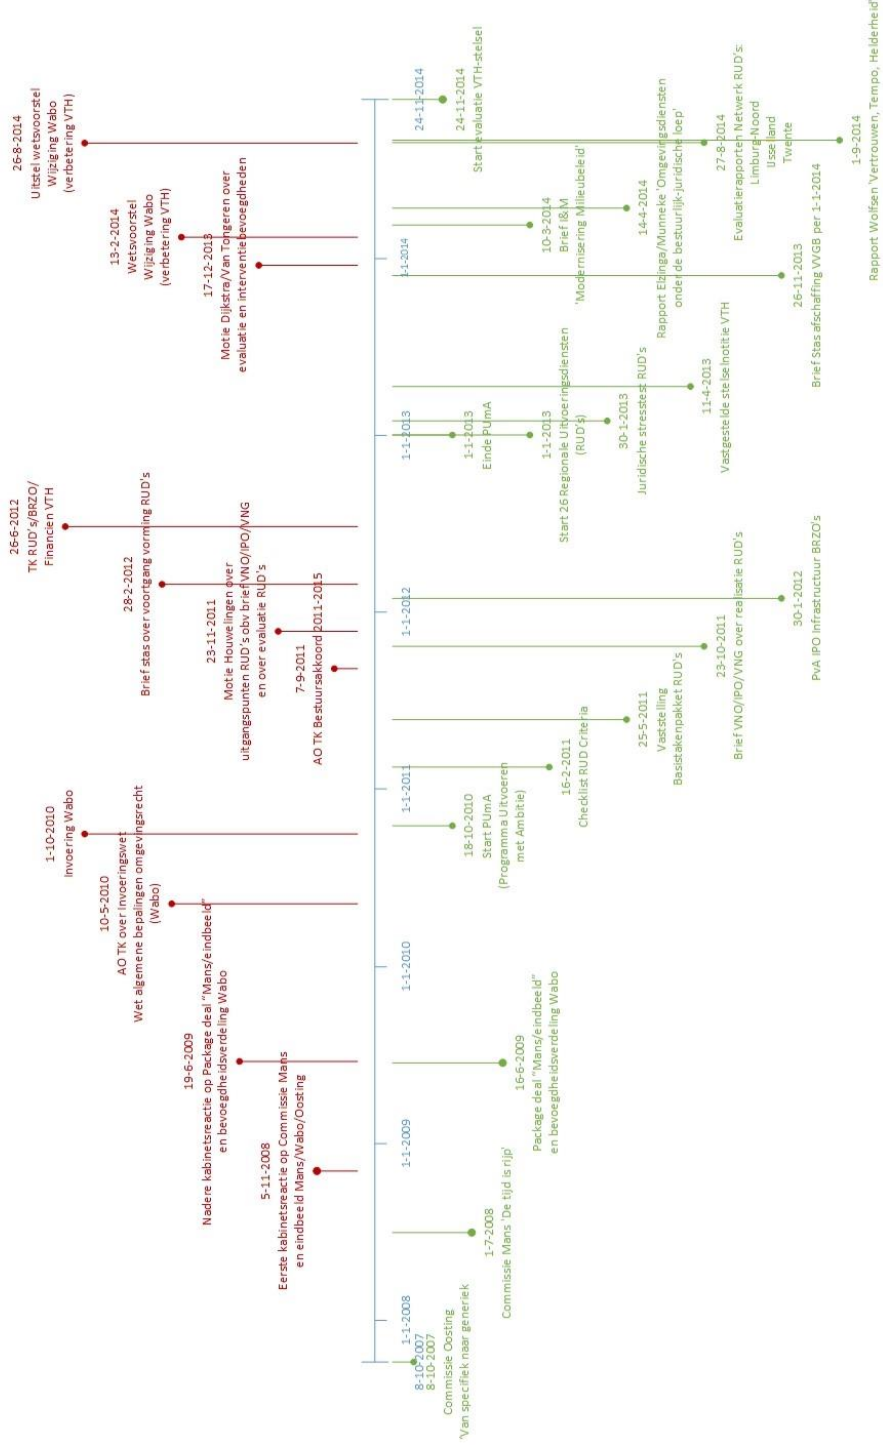 26-8-2014
Uitstel wetsvoorstel
Wijziging Wabo
(verbetering VTH)
13-2-2014
Wetsvoorstel
Wijziging Wabo
(verbetering VTH)
17-12-2013
Motie Dijkstra/Van Tongeren over
evaluatie en interventiebevoegdheden
26-6-2012
TK RUD's/BRZO/
Financien VTH
28-2-2012
Brief stas over voortgang vorming RUD's
23-11-2011
Motie Houwelingen over
uitgangspunten RUD's obv brief VNO/IPO/VNG
en over evaluatie RUD's
7-9-2011
AO TK Bestuursakkoord 2011-2015
1-10-2010
Invoering Wabo
10-5-2010
AO TK over Invoeringswet
Wet algemene bepalingen omgevingsrecht
(Wabo)
19-6-2009
Nadere kabinetsreactie op Package deal "Mans/eindbeeld"
en bevoegdheidsverdeling Wabo
5-11-2008
Eerste kabinetsreactie op Commissie Mans
en eindbeeld Mans/Wabo/Oosting
8-10-2007
1-1-2008
1-1-2009
1-1-2010
1-1-2011
1-1-2012
1-1-2013
1-1-2014
24-11-2014
8-10-2007
Commissie Oosting
'Van specifiek naar generiek
1-7-2008
Commissie Mans 'De tijd is rijp'
16-6-2009
Package deal "Mans/eindbeeld"
en bevoegdheidsverdeling Wabo
18-10-2010
Start PUmA
(Programma Uitvoeren
met Ambitie)
16-2-2011
Checklist RUD Criteria
25-5-2011
Vaststelling
Basistakenpakket RUD's
23-10-2011
Brief VNO/IPO/VNG over realisatie RUD's
30-1-2012
PvA IPO Infrastructuur BRZO's
1-1-2013
Einde PUmA
1-1-2013
Start 26 Regionale Uitvoeringsdiensten
(RUD's)
30-1-2013
Juridische stresstest RUD's
11-4-2013
Vastgestelde stelselnotitie VTH
26-11-2013
Brief Stas afschaffing VVGB per 1-1-2014
10-3-2014
Brief I&M
'Modernisering Milieubeleid'
14-4-2014
Rapport Elzinga/Munneke 'Omgevingsdiensten
onder de bestuurlijk-juridische loep'
27-8-2014
Evaluatierapporten Netwerk RUD's:
Limburg-Noord
IJsselland
Twente
1-9-2014
Rapport Wolfsen 'Vertrouwen, Tempo, Helderheid'
24-11-2014
Start evaluatie VTH-stelsel